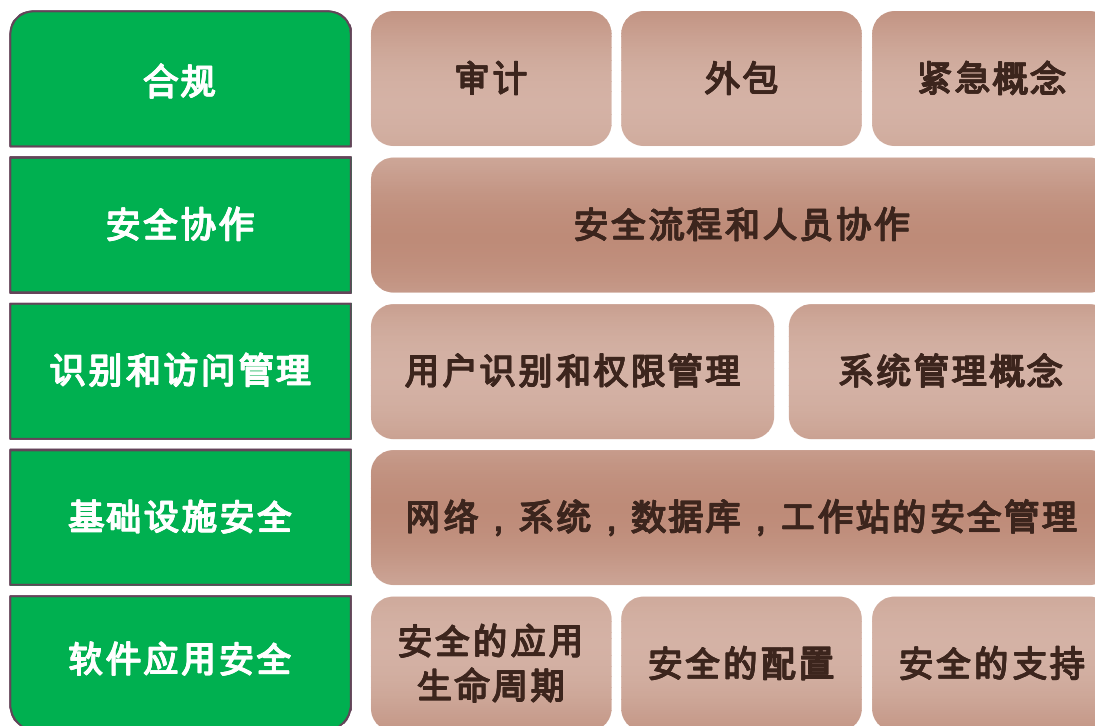 合规
审计
外包
紧急概念
安全协作
安全流程和人员协作
识别和访问管理
用户识别和权限管理
系统管理概念
基础设施安全
网络，系统，数据库，工作站的安全管理
软件应用安全
安全的应用
生命周期
安全的配置
安全的支持